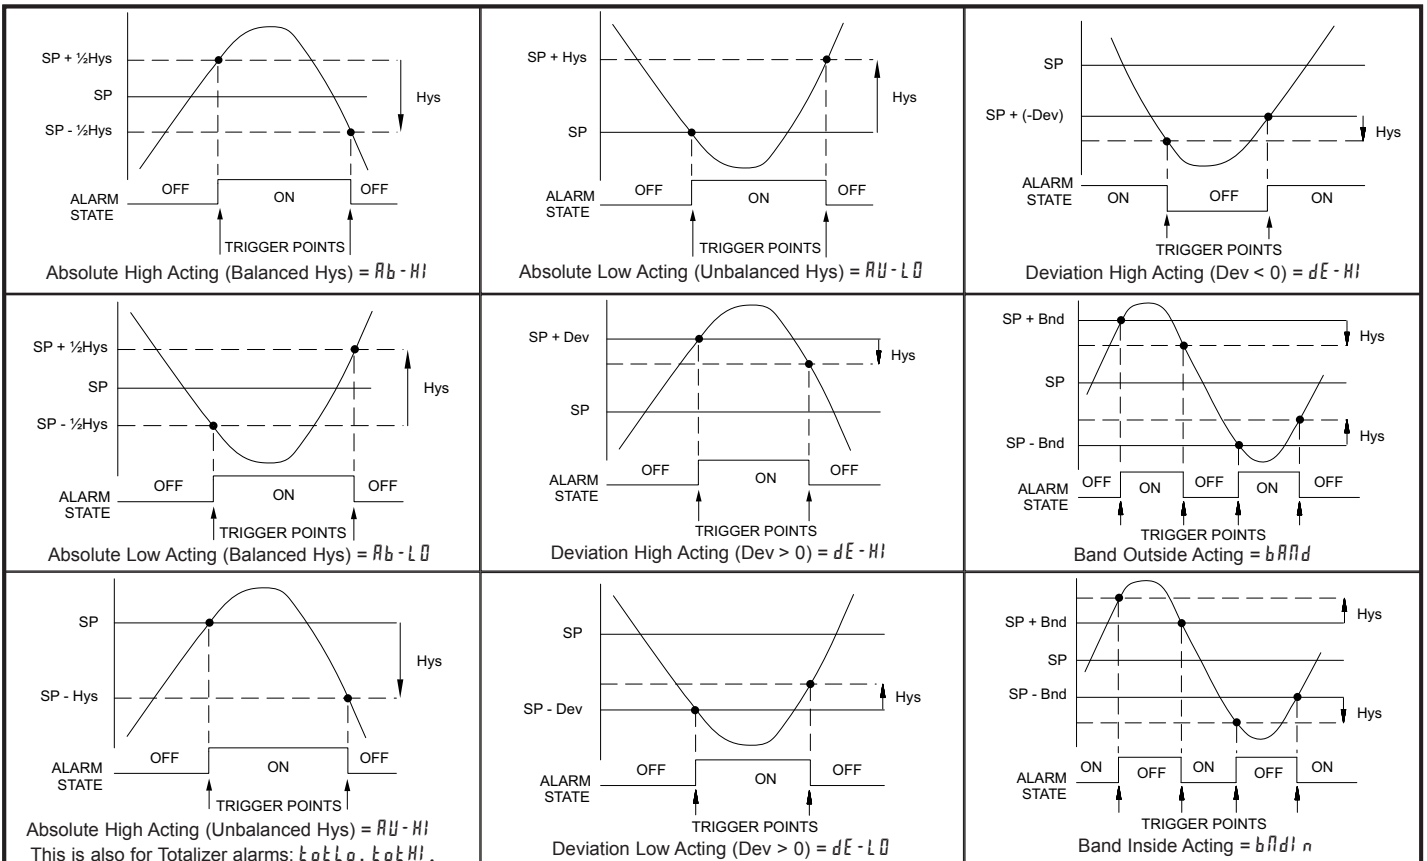 SP + ½Hys
SP
SP - ½Hys
Hys
OFF
ON
OFF
ALARM
STATE
TRIGGER POINTS
Absolute High Acting (Balanced Hys) = Ab-HI
SP + Hys
SP
Hys
OFF
ON
OFF
ALARM
STATE
TRIGGER POINTS
Absolute Low Acting (Unbalanced Hys) = AU-LO
SP
SP + (-Dev)
Hys
ALARM
STATE
ON
OFF
ON
TRIGGER POINTS
Deviation High Acting (Dev < 0) = dE-HI
SP + ½Hys
SP
SP - ½Hys
Hys
OFF
ON
OFF
ALARM
STATE
TRIGGER POINTS
Absolute Low Acting (Balanced Hys) = Ab-LO
SP + Dev
Hys
SP
OFF
ON
OFF
ALARM
STATE
TRIGGER POINTS
Deviation High Acting (Dev > 0) = dE-HI
SP + Bnd
Hys
SP
SP - Bnd
Hys
OFF
ON
OFF
ON
OFF
ALARM
STATE
TRIGGER POINTS
Band Outside Acting = bANd
SP
Hys
SP - Hys
OFF
ON
OFF
ALARM
STATE
TRIGGER POINTS
Absolute High Acting (Unbalanced Hys) = AU-HI
This is also for Totalizer alarms: totLo, totHI.
SP
SP - Dev
Hys
OFF
ON
OFF
ALARM
STATE
TRIGGER POINTS
Deviation Low Acting (Dev > 0) = dE-LO
Hys
SP + Bnd
SP
SP - Bnd
Hys
ON
OFF
ON
OFF
ON
ALARM
STATE
TRIGGER POINTS
Band Inside Acting = bNdIn